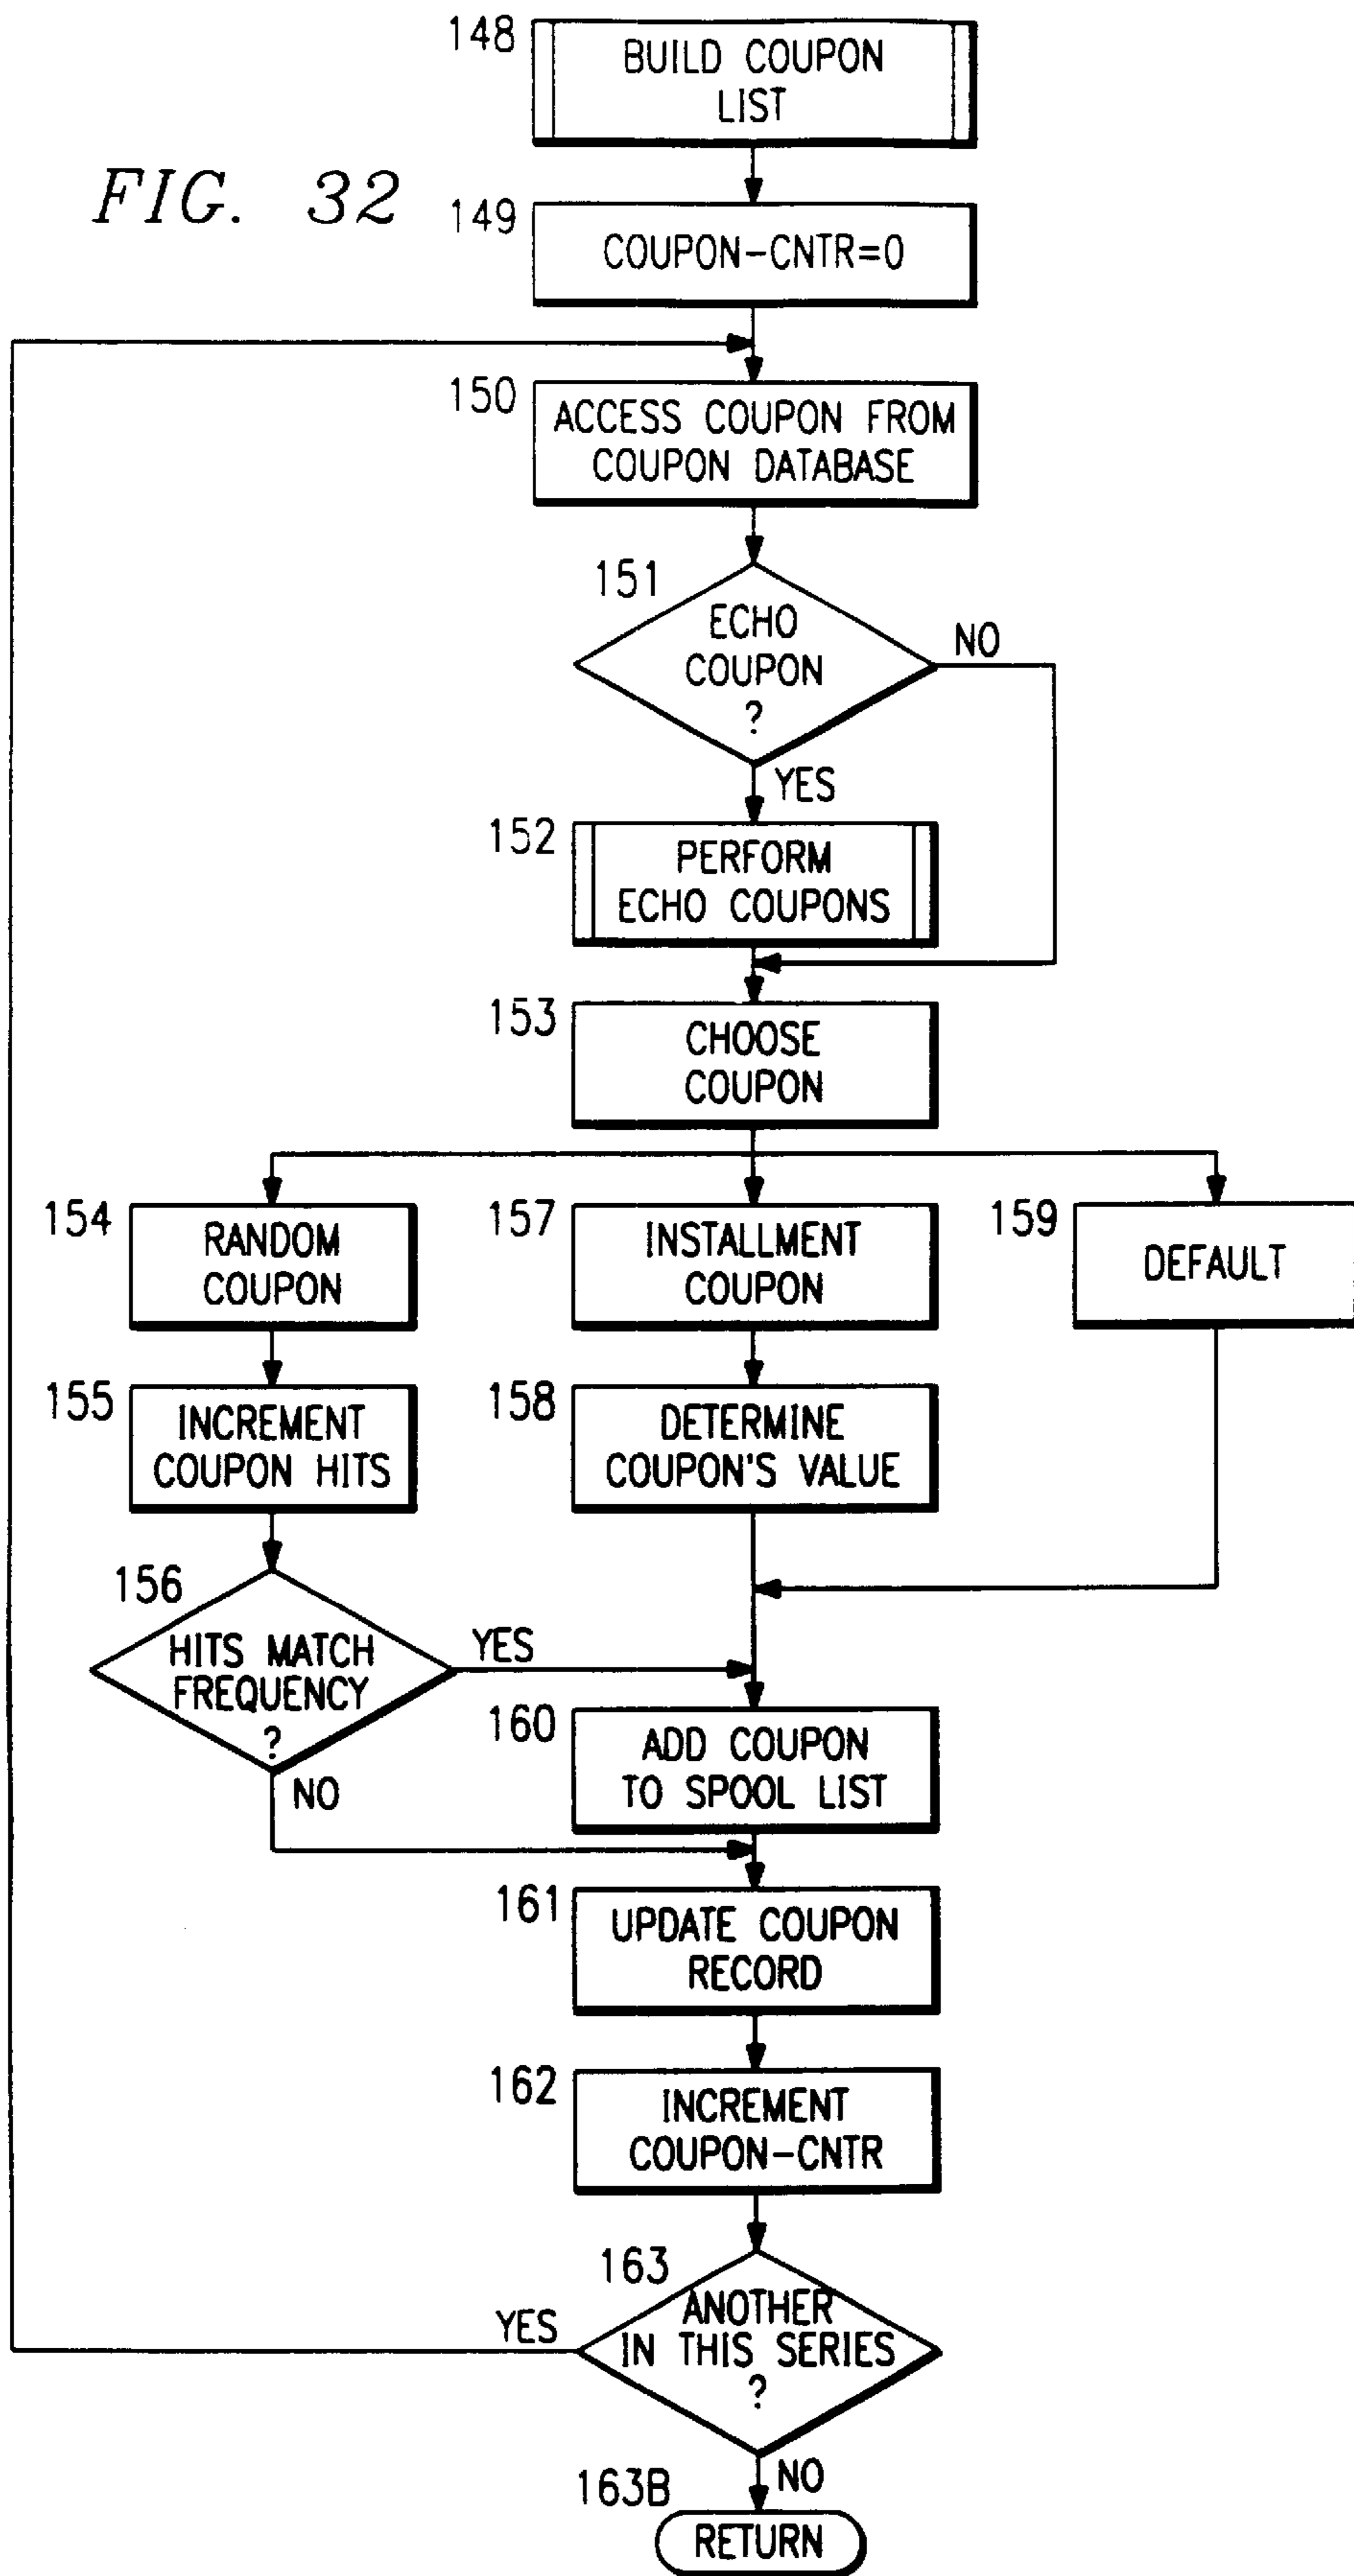 148
BUILD COUPON
LIST
FIG. 32
149
COUPON-CNTR=0
150
ACCESS COUPON FROM
COUPON DATABASE
151
ECHO
COUPON
?
NO
YES
152
PERFORM
ECHO COUPONS
153
CHOOSE
COUPON
154
RANDOM
COUPON
157
INSTALLMENT
COUPON
159
DEFAULT
155
INCREMENT
COUPON HITS
158
DETERMINE
COUPON'S VALUE
156
HITS MATCH
FREQUENCY
?
YES
NO
160
ADD COUPON
TO SPOOL LIST
161
UPDATE COUPON
RECORD
162
INCREMENT
COUPON-CNTR
163
ANOTHER
IN THIS SERIES
?
YES
NO
163B
RETURN